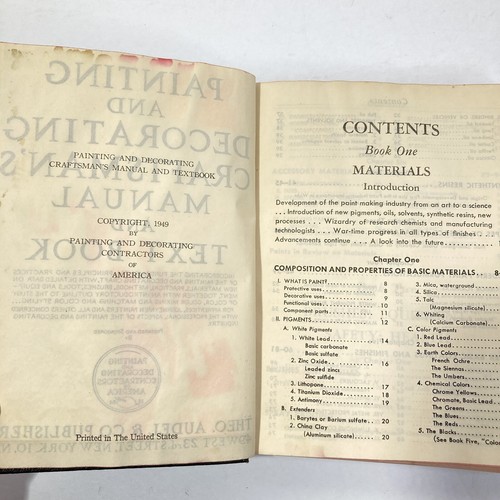 PAINTING AND DECORATING
CRAFTSMAN'S MANUAL AND TEXTBOOK
COPYRIGHT, 1949
BY
PAINTING AND DECORATING
CONTRACTORS
OF
AMERICA
Printed in The United States
CONTENTS
Book One
MATERIALS
Introduction
Development of the paint making industry from an art to a science
. . . Introduction of new pigments, oils, solvents, synthetic resins, new
processes . . . Wizardry of research chemists and manufacturing
technologists . . . War-time progress in all types of finishes
Advancements continue . . . A look into the future
Chapter One
COMPOSITION AND PROPERTIES OF BASIC MATERIALS . . 8-
I. WHAT IS PAINT? 8
Protective uses 8
Decorative uses 9
Functional uses 10
Component parts 11
II. PIGMENTS 12
A. White Pigments
1. White Lead 14
Basic carbonate
Basic sulfate
2. Zinc Oxide 16
Leaded zincs
Zinc sulfide
3. Lithopone 17
4. Titanium Dioxide 18
5. Antimony 19
B. Extenders
1. Barytes or Barium sulfate 20
2. China Clay
(Aluminum silicate) 20
3. Mica, waterground
4. Silica
5. Talc
(Magnesium silicate)
6. Whiting
(Calcium Carbonate)
C. Color Pigments
1. Red Lead
2. Blue Lead
3. Earth Colors
French Ochre
The Siennas
The Umbers
4. Chemical Colors
Chrome Yellows
Chromate, Basic Lead
The Greens
The Blues
The Reds
5. The Blacks
(See Book Five, "Color